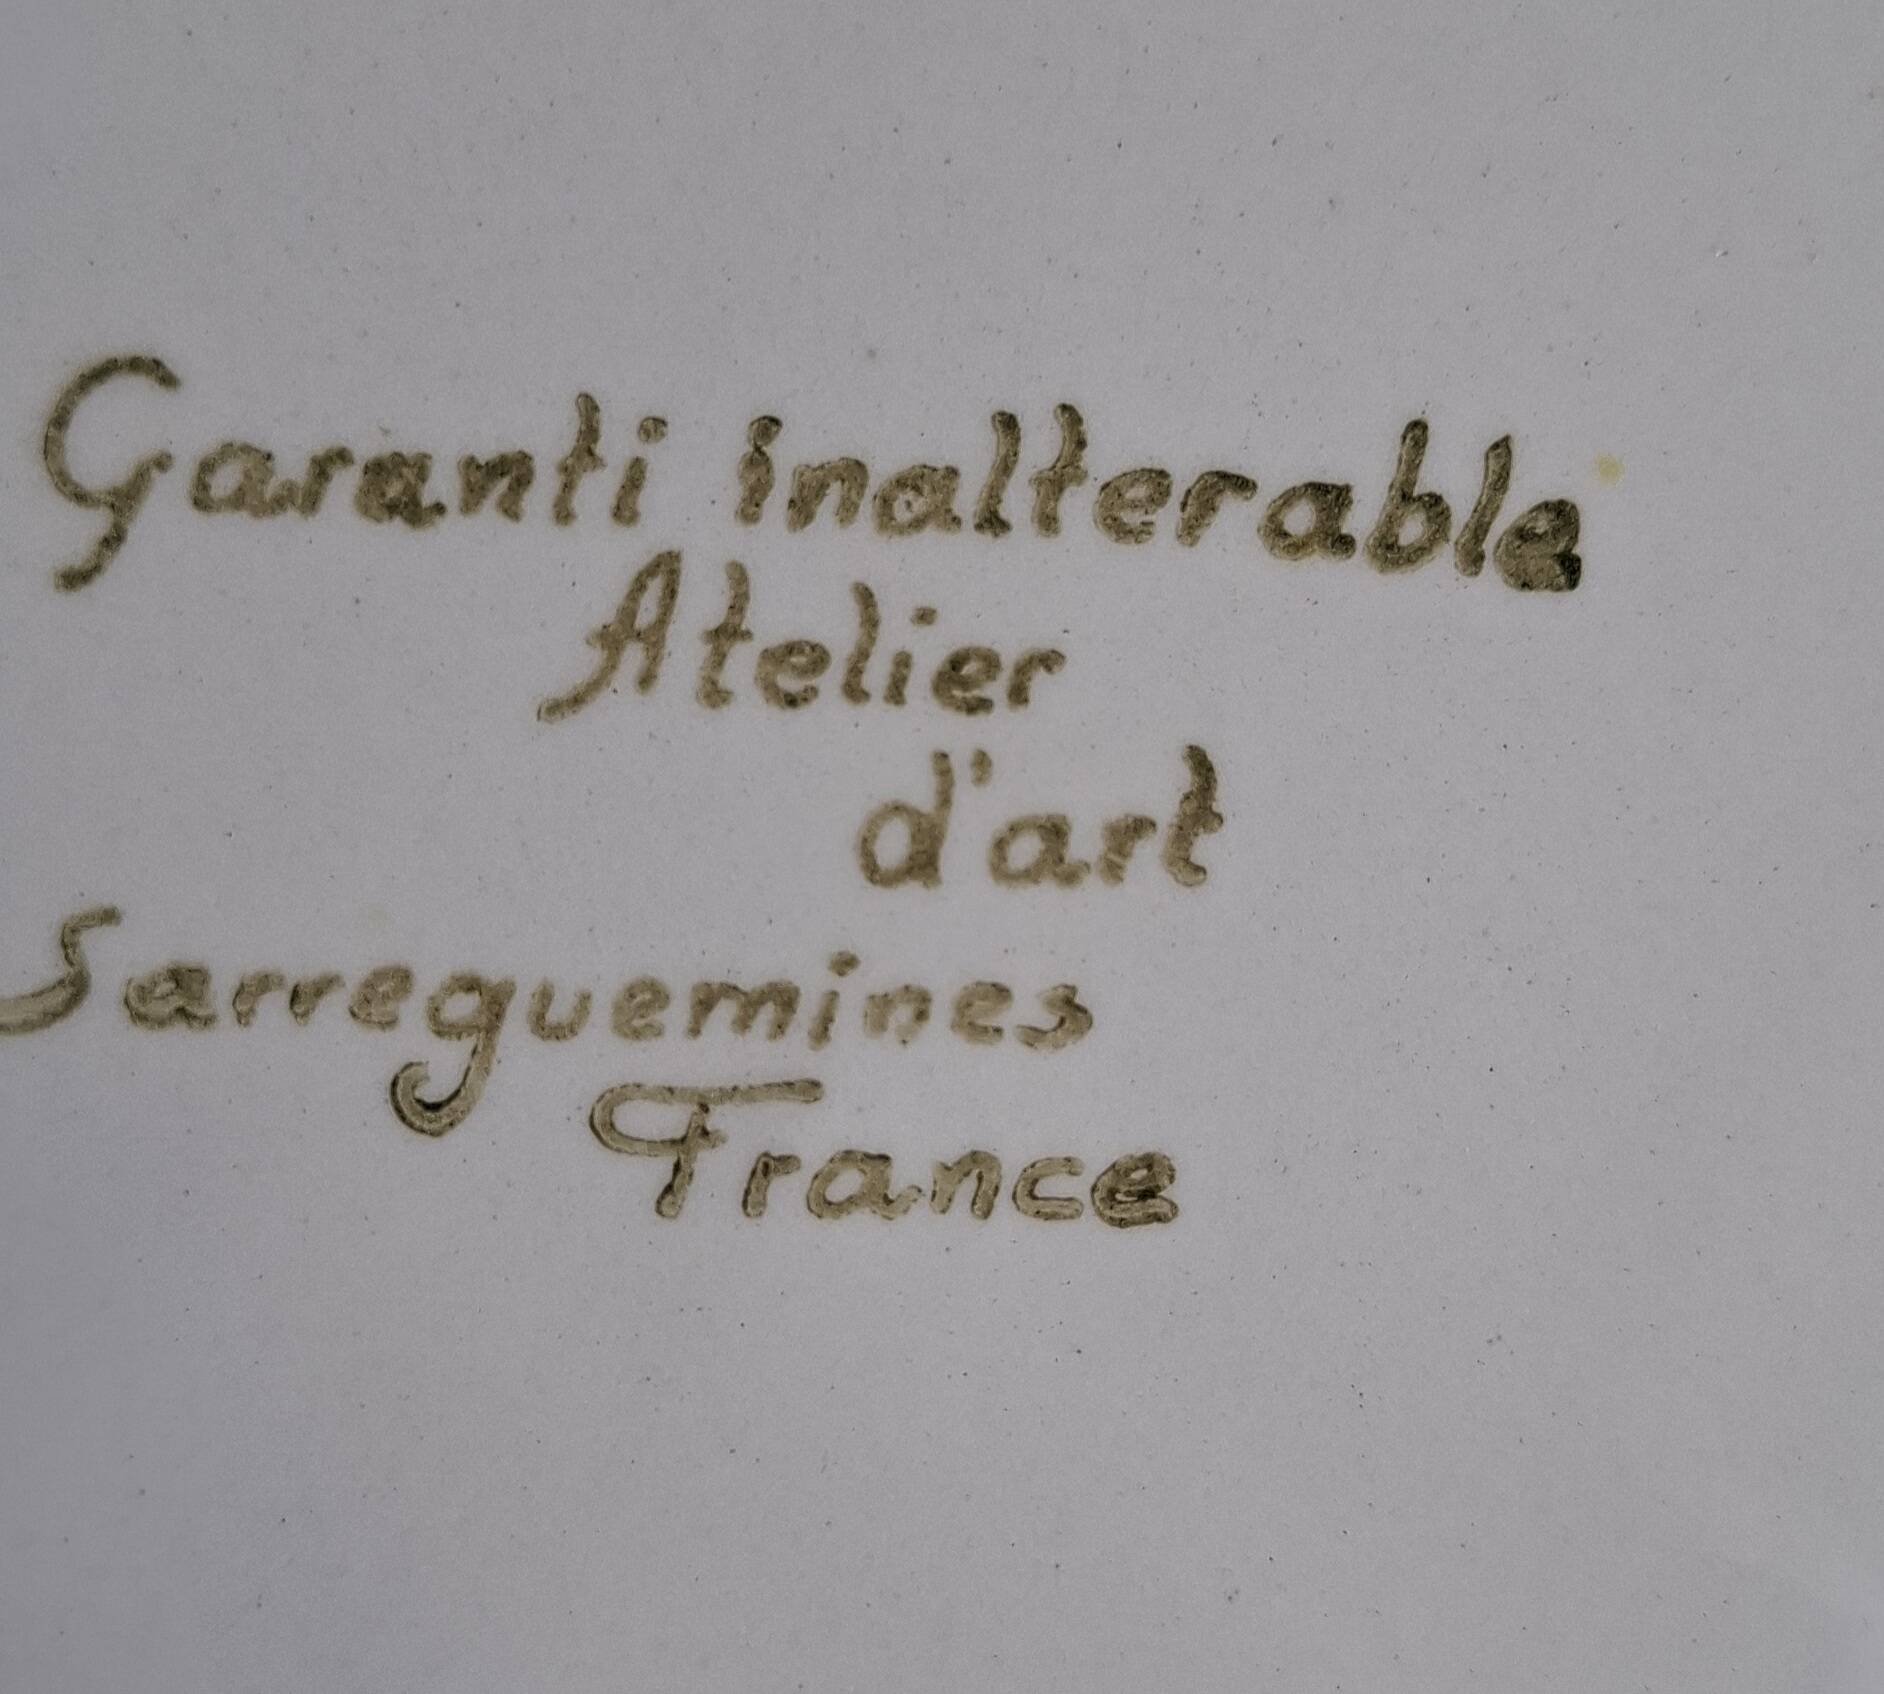 Garanti inalterable
Atelier
d'art
Sarreguemines
France